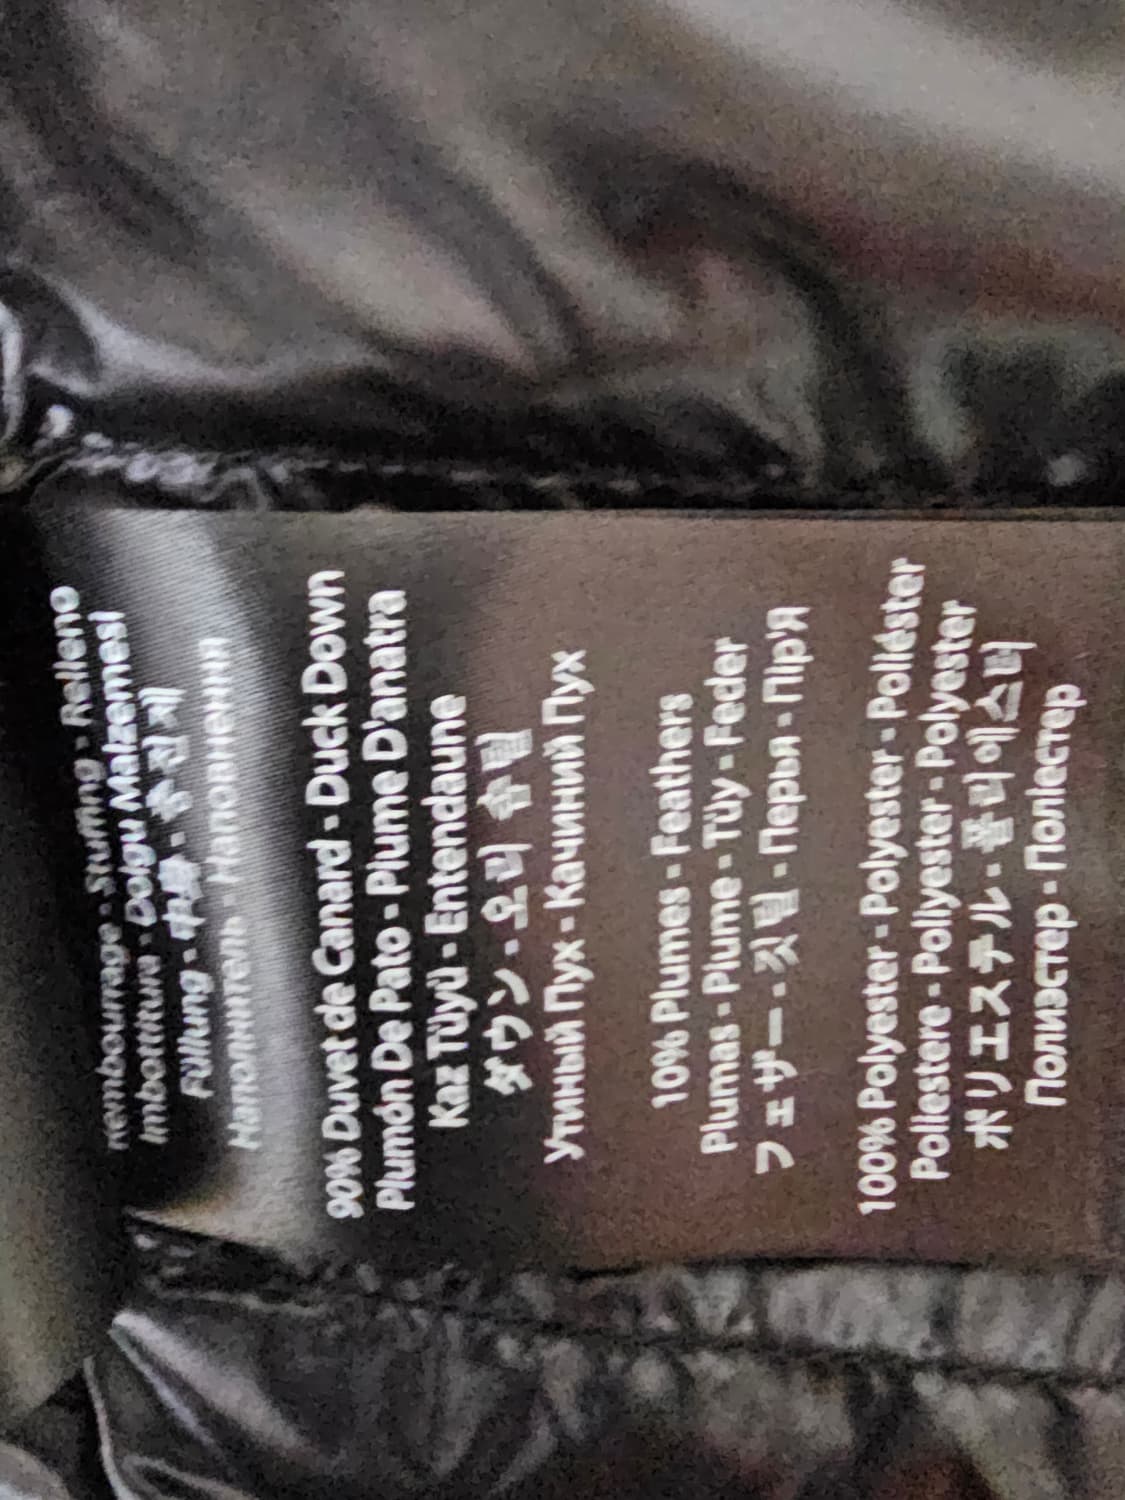 Rembourrage - Stuffing - Relleno
Imbottitura - Dolgu Malzemesi
Füllung - 中綿 - 충전재
Наполнитель - Наповнення
90% Duvet de Canard - Duck Down
Plumón De Pato - Plume D'anatra
Kaz Tüyü - Entendaune
ダウン - 오리 솜털
Утиный Пух - Качиний Пух
10% Plumes - Feathers
Plumas - Plume - Tüy - Feder
フェザー - 깃털 - Перья - Пір'Я
100% Polyester - Polyester - Poliéster
Poliestere - Poliyester - Polyester
ポリエステル - 폴리에스터
Полиэстер - Поліестер